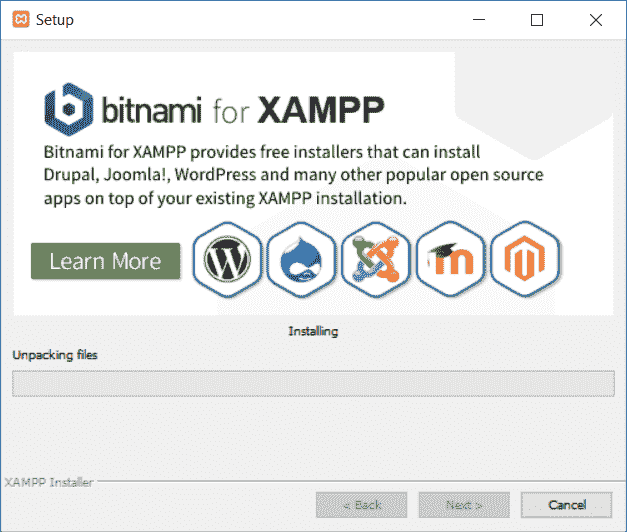 Setup
bitnami for XAMPP
Bitnami for XAMPP provides free installers that can install
Drupal, Joomla!, WordPress and many other popular open source
apps on top of your existing XAMPP installation.
Learn More
Installing
Unpacking files
XAMPP Installer
< Back Next > Cancel